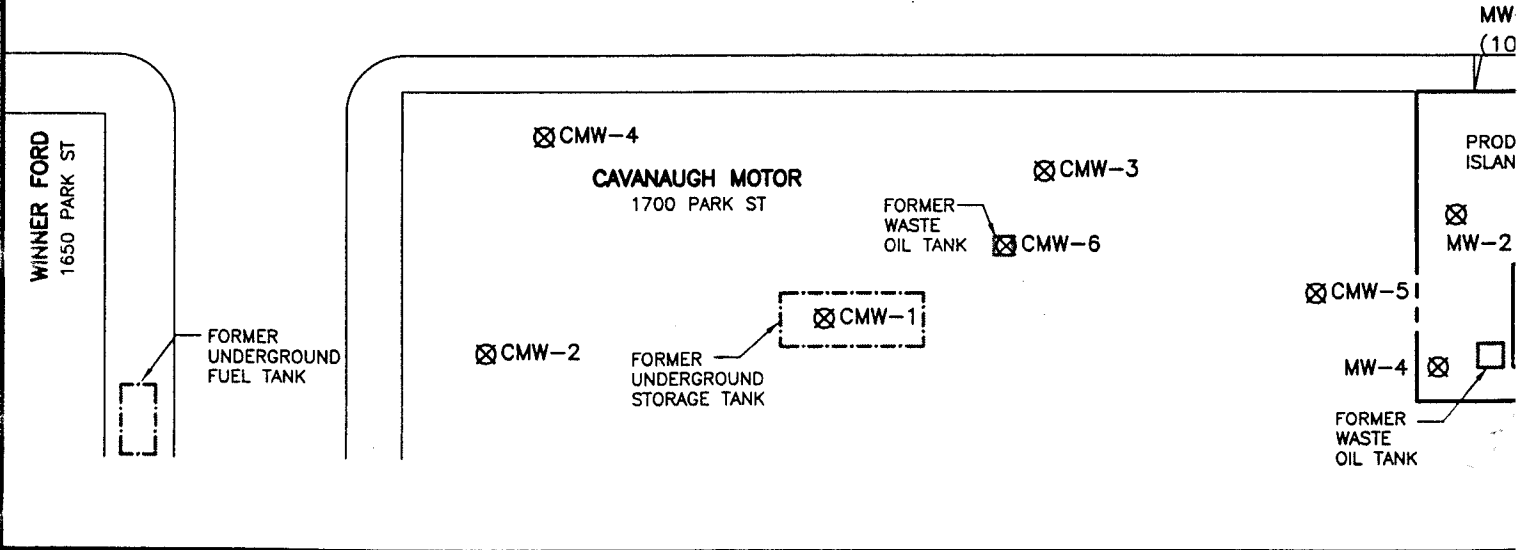 MW-
(10
WINNER FORD
1650 PARK ST
CMW-4
CAVANAUGH MOTOR
1700 PARK ST
CMW-3
FORMER
WASTE
OIL TANK
CMW-6
PROD
ISLAN
MW-2
CMW-5
CMW-1
FORMER
UNDERGROUND
FUEL TANK
CMW-2
FORMER
UNDERGROUND
STORAGE TANK
MW-4
FORMER
WASTE
OIL TANK